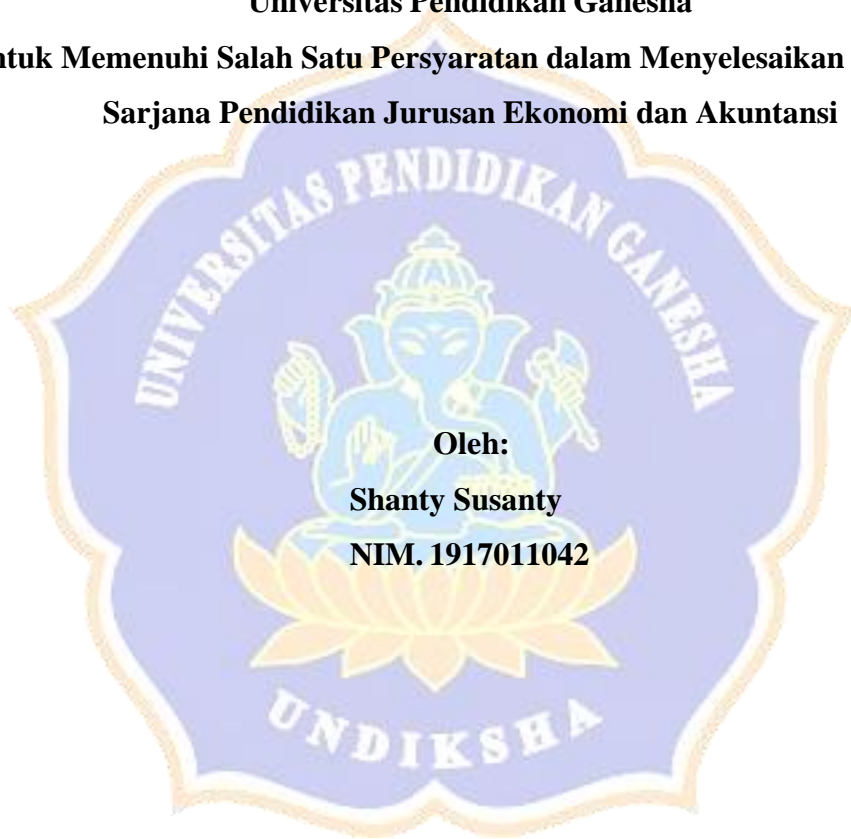 Universitas Pendidikan Ganesha
ntuk Memenuhi Salah Satu Persyaratan dalam Menyelesaikan
Sarjana Pendidikan Jurusan Ekonomi dan Akuntansi
UNIVERSITAS PENDIDIKAN GANESHA
Oleh:
Shanty Susanty
NIM. 1917011042
UNDIKSHA